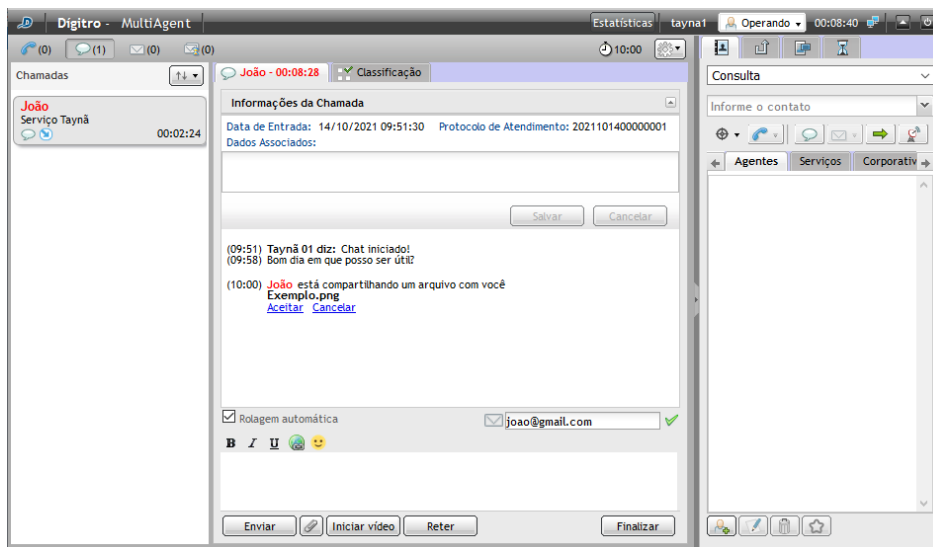 Dígitro - MultiAgent Estatísticas tayna1 Operando 00:08:40
(0) (1) (0) (0) 10:00
Chamadas
João - 00:08:28 Classificação
Consulta
João
Serviço Taynã
00:02:24
Informações da Chamada
Informe o contato
Data de Entrada: 14/10/2021 09:51:30 Protocolo de Atendimento: 2021101400000001
Dados Associados:
Agentes Serviços Corporativ
Salvar Cancelar
(09:51) Taynã 01 diz: Chat iniciado!
(09:58) Bom dia em que posso ser útil?
(10:00) João está compartilhando um arquivo com você
Exemplo.png
Aceitar Cancelar
Rolagem automática joao@gmail.com
B I U
Enviar Iniciar vídeo Reter Finalizar